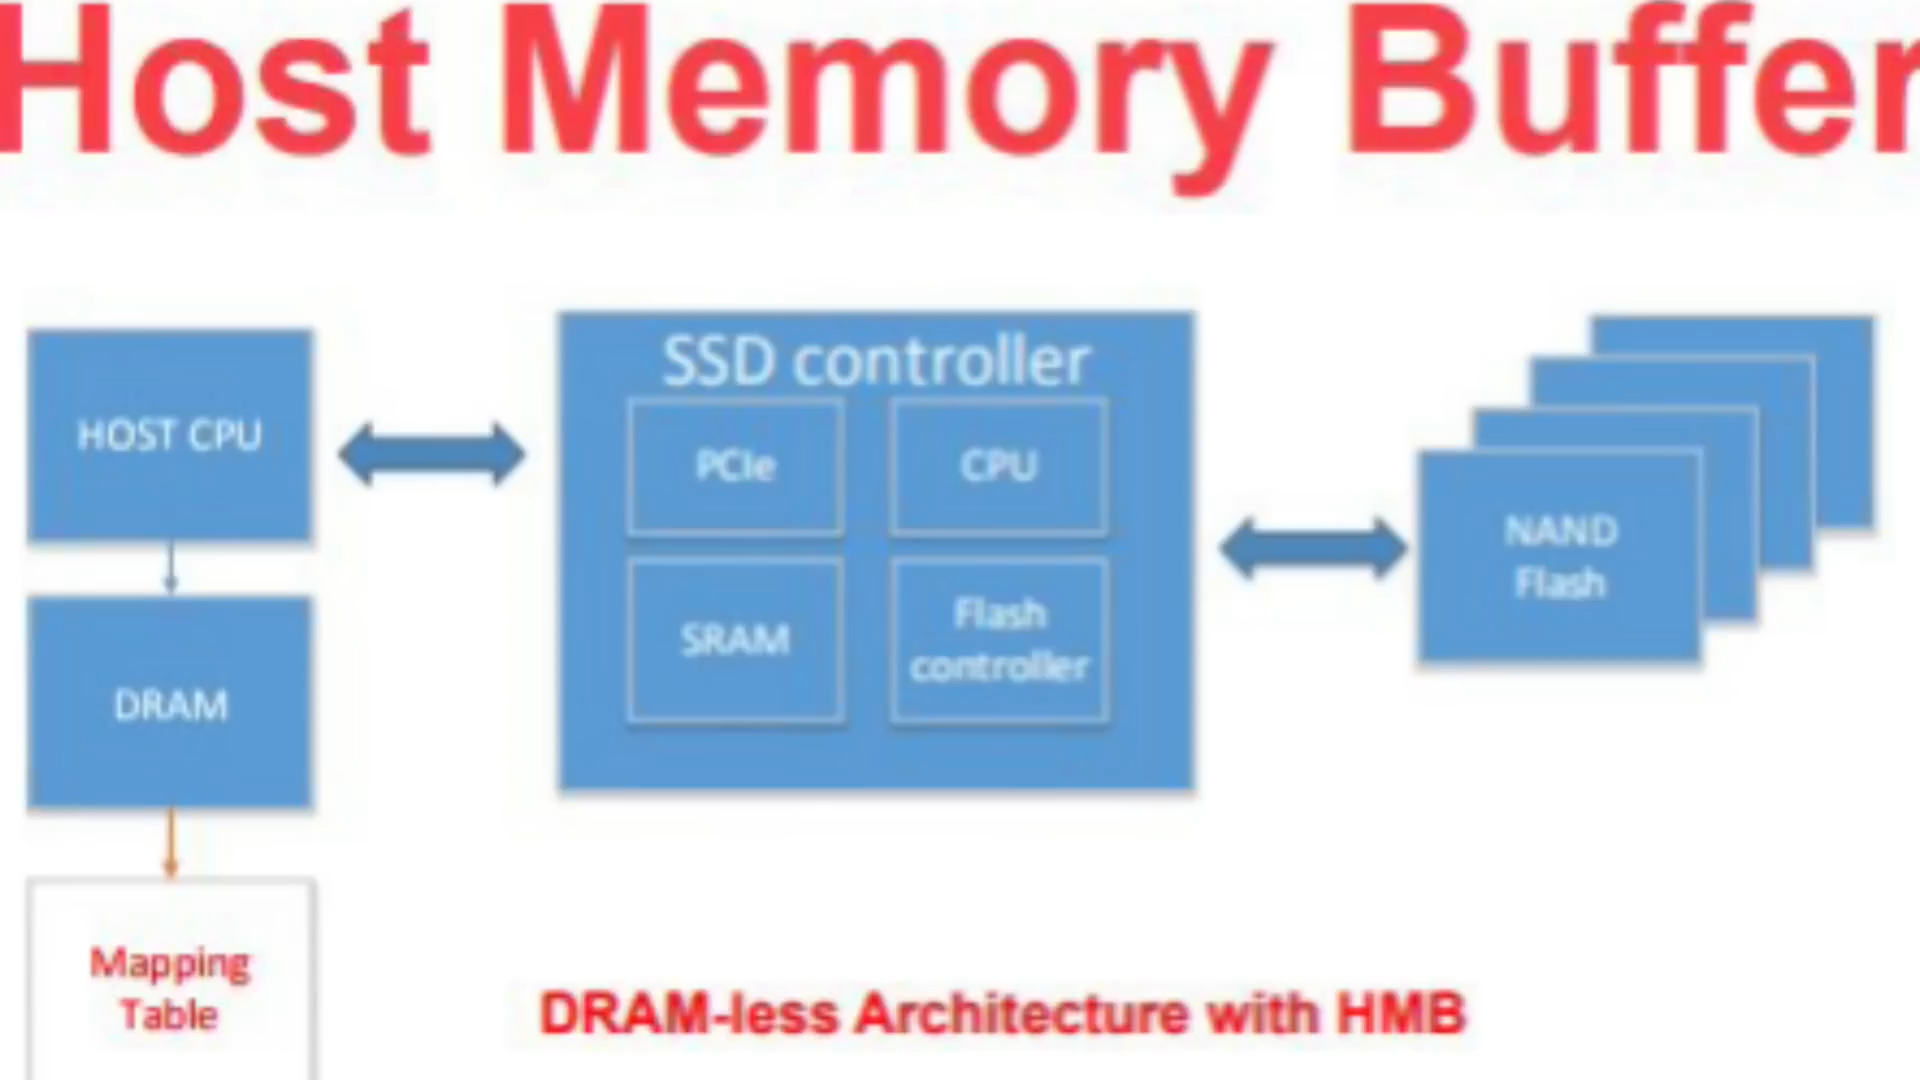 Host Memory Buffer
SSD controller
HOST CPU
PCIe
CPU
NAND
Flash
SRAM
Flash
controller
DRAM
Mapping
Table
DRAM-less Architecture with HMB